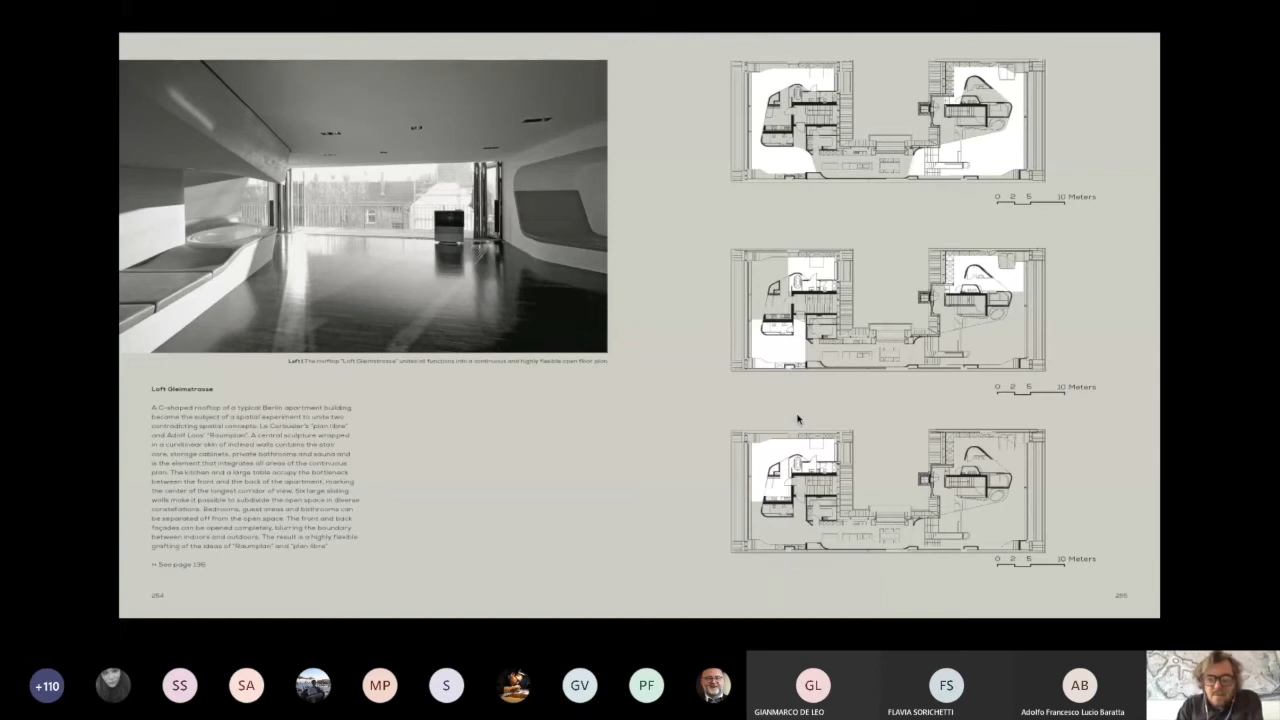 Loft | The rooftop "Loft Gleimstrasse" unites all functions into a continuous and highly flexible open floor plan.
Loft Gleimstrasse
A C-shaped rooftop of a typical Berlin apartment building
became the subject of a spatial experiment to unite two
contradicting spatial concepts: Le Corbusier's "plan libre"
and Adolf Loos' "Raumplan". A central sculpture wrapped
in a curvilinear skin of inclined walls contains the stair
core, storage cabinets, private bathrooms and sauna and
is the element that integrates all areas of the continuous
plan. The kitchen and a large table occupy the bottleneck
between the front and the back of the apartment, marking
the center of the longest corridor of view. Six large sliding
walls make it possible to subdivide the open space in diverse
constellations. Bedrooms, guest areas and bathrooms can
be separated off from the open space. The front and back
façades can be opened completely, blurring the boundary
between indoors and outdoors. The result is a highly flexible
grafting of the ideas of "Raumplan" and "plan libre"
See page 136
254
0 2 5 10 Meters
0 2 5 10 Meters
0 2 5 10 Meters
255
+110
SS
SA
MP
S
GV
PF
GL
GIANMARCO DE LEO
FS
FLAVIA SORICHETTI
AB
Adolfo Francesco Lucio Baratta